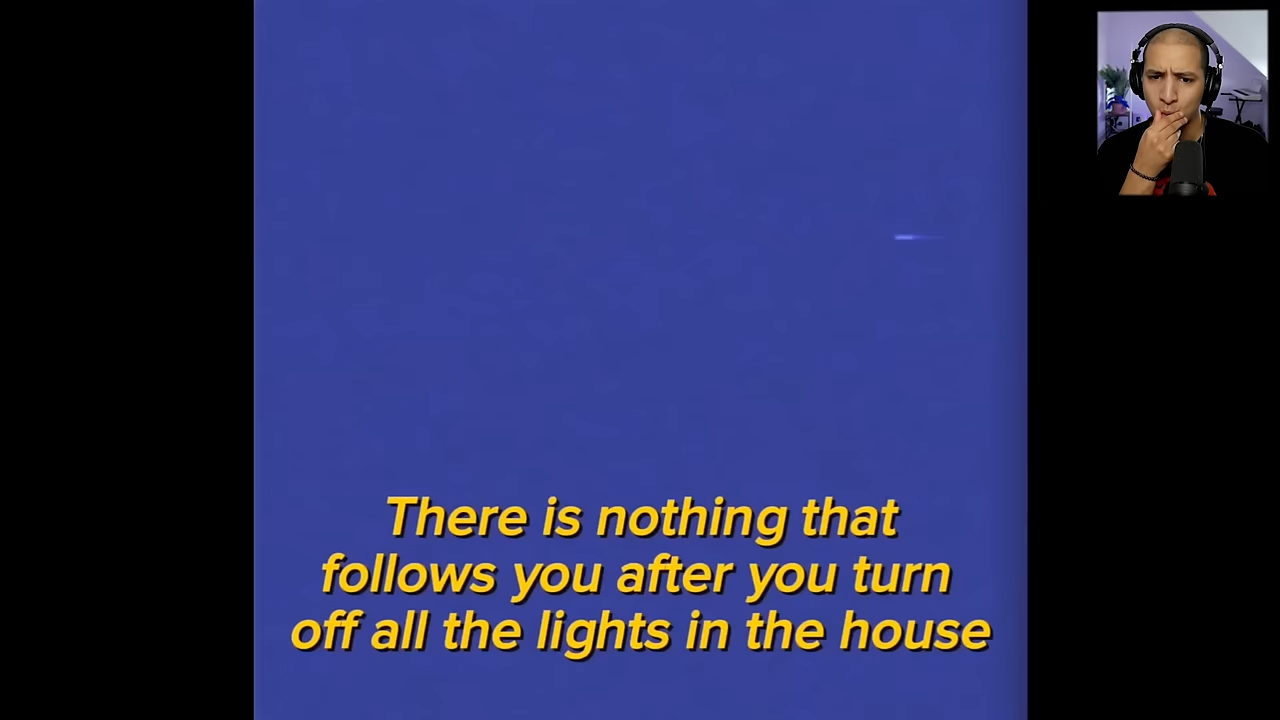 There is nothing that
follows you after you turn
off all the lights in the house